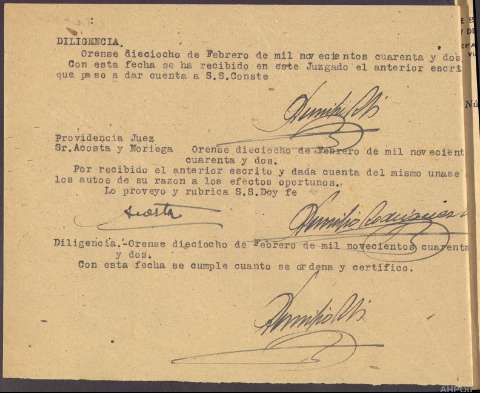 DILIGENCIA.
Orense dieciocho de Febrero de mil novecientos cuarenta y dos
Con esta fecha se ha recibido en este Juzgado el anterior escri
que paso a dar cuenta a S.S.Conste
Providencia Juez
Sr.Acosta y Noriega Orense dieciocho de Febrero de mil novecient
cuarenta y dos.
Por recibido el anterior escrito y dada cuenta del mismo unase
los autos de su razon a los efectos oportunos.
Lo proveyo y rubrica S.S.Doy fe
Acosta
Diligencia.-Orense dieciocho de Febrero de mil novecientos cuarenta
y dos.
Con esta fecha se cumple cuanto se ordena y certifico.